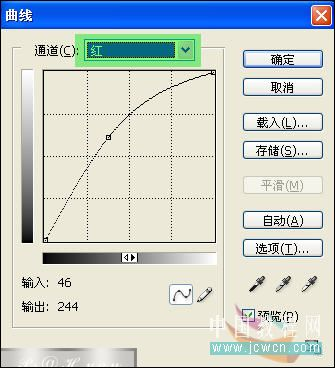 曲线
通道(C):
红
确定
取消
载入(L)...
存储(S)...
平滑(M)
自动(A)
选项(T)...
输入: 46
输出: 244
预览(P)
中国教程网
www.jcwcn.com